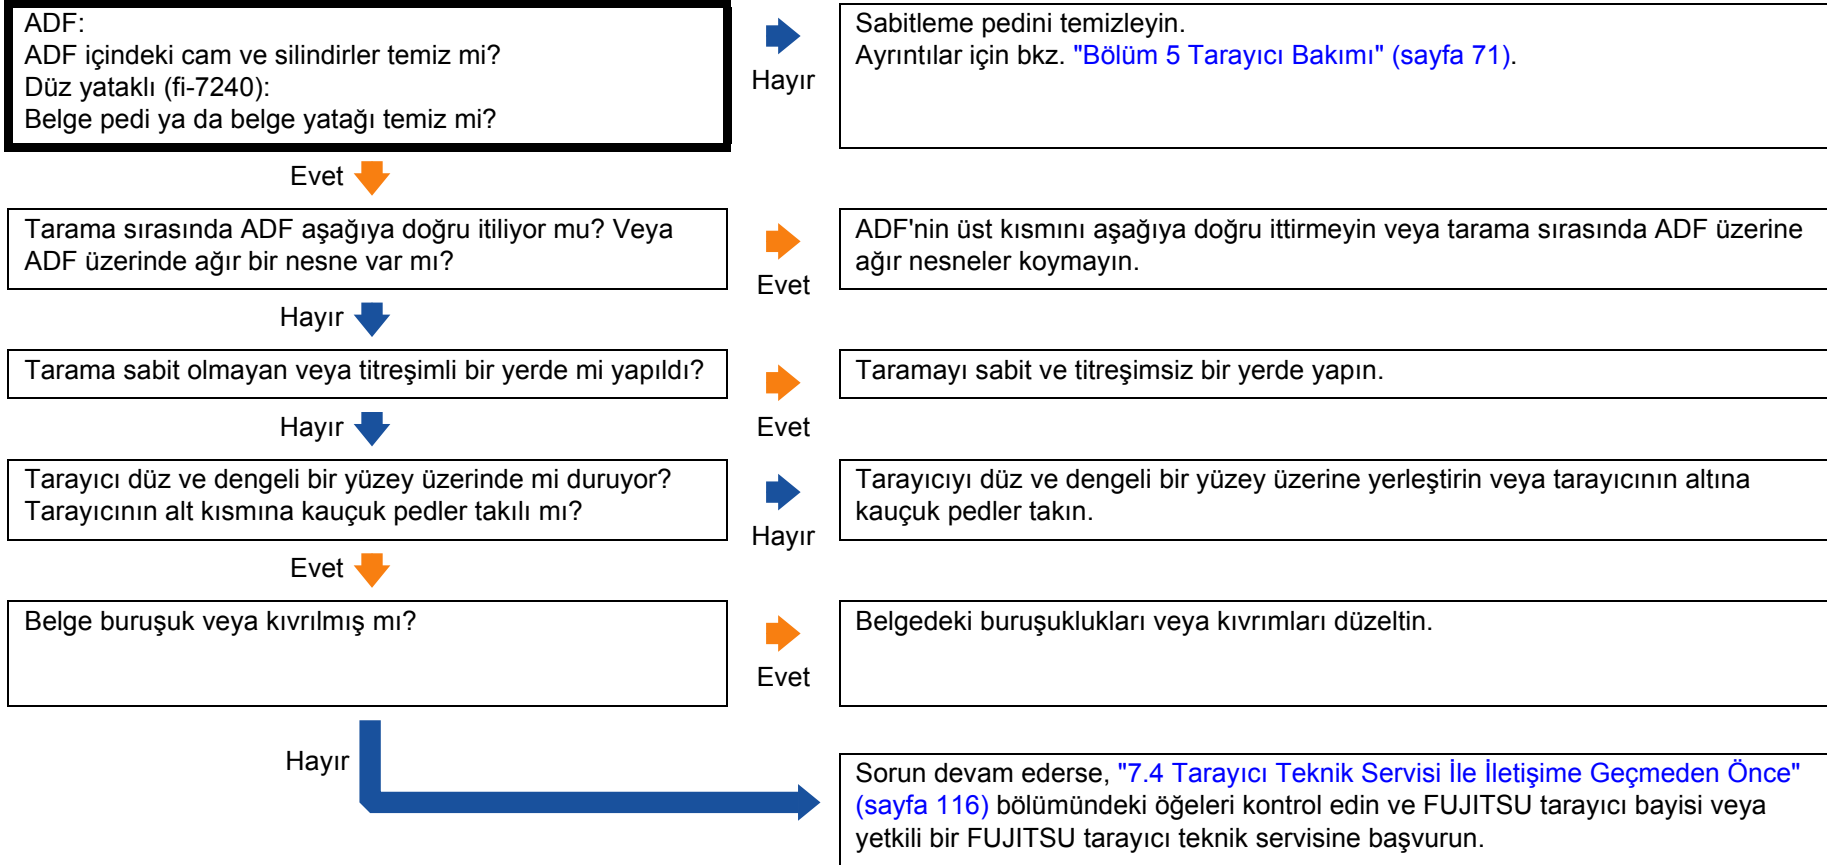 ADF:
ADF içindeki cam ve silindirler temiz mi?
Düz yataklı (fi-7240):
Belge pedi ya da belge yatağı temiz mi?
Hayır
Sabitleme pedini temizleyin.
Ayrıntılar için bkz. "Bölüm 5 Tarayıcı Bakımı" (sayfa 71).
Evet
Tarama sırasında ADF aşağıya doğru itiliyor mu? Veya
ADF üzerinde ağır bir nesne var mı?
Evet
ADF'nin üst kısmını aşağıya doğru ittirmeyin veya tarama sırasında ADF üzerine
ağır nesneler koymayın.
Hayır
Tarama sabit olmayan veya titreşimli bir yerde mi yapıldı?
Evet
Taramayı sabit ve titreşimsiz bir yerde yapın.
Hayır
Tarayıcı düz ve dengeli bir yüzey üzerinde mi duruyor?
Tarayıcının alt kısmına kauçuk pedler takılı mı?
Hayır
Tarayıcıyı düz ve dengeli bir yüzey üzerine yerleştirin veya tarayıcının altına
kauçuk pedler takın.
Evet
Belge buruşuk veya kıvrılmış mı?
Evet
Belgedeki buruşuklukları veya kıvrımları düzeltin.
Hayır
Sorun devam ederse, "7.4 Tarayıcı Teknik Servisi İle İletişime Geçmeden Önce"
(sayfa 116) bölümündeki öğeleri kontrol edin ve FUJITSU tarayıcı bayisi veya
yetkili bir FUJITSU tarayıcı teknik servisine başvurun.